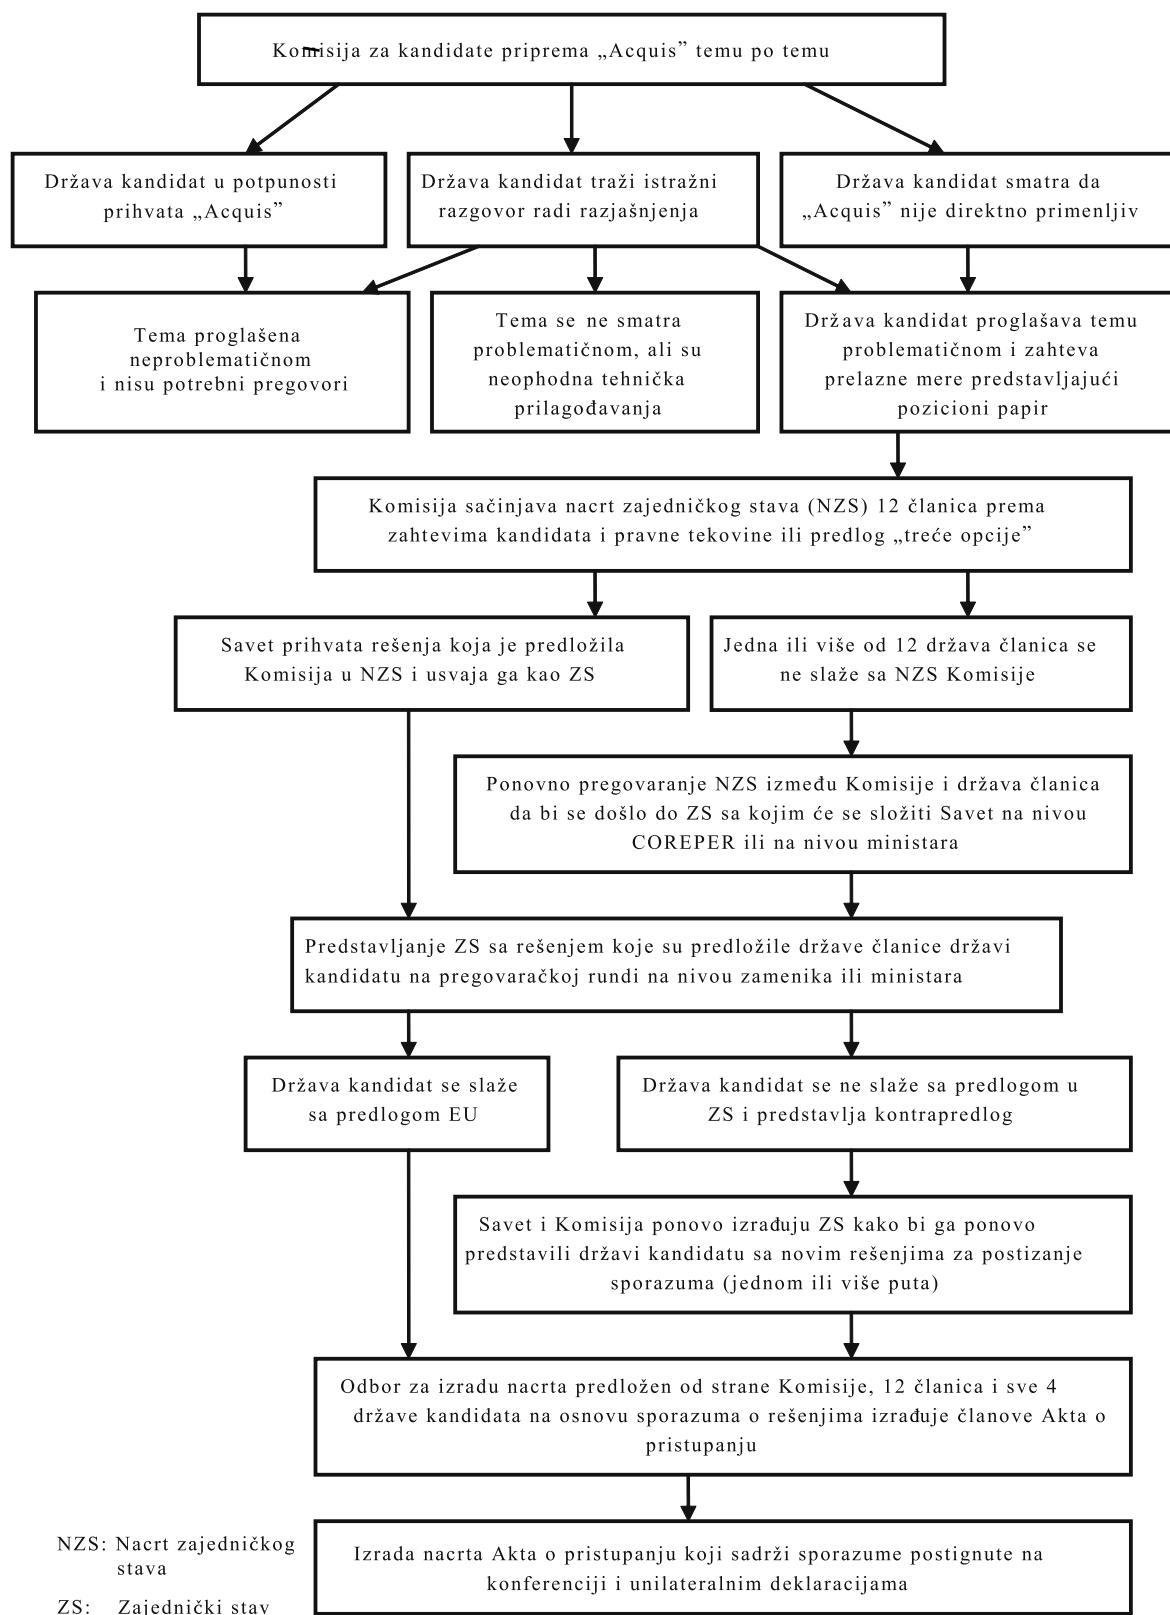 Komisija za kandidate priprema „Acquis” temu po temu
Država kandidat u potpunosti
prihvata „Acquis”
Država kandidat traži istražni
razgovor radi razjašnjenja
Država kandidat smatra da
„Acquis” nije direktno primenljiv
Tema proglašena
neproblematičnom
i nisu potrebni pregovori
Tema se ne smatra
problematičnom, ali su
neophodna tehnička
prilagođavanja
Država kandidat proglašava temu
problematičnom i zahteva
prelazne mere predstavljajući
pozicioni papir
Komisija sačinjava nacrt zajedničkog stava (NZS) 12 članica prema
zahtevima kandidata i pravne tekovine ili predlog „treće opcije”
Savet prihvata rešenja koja je predložila
Komisija u NZS i usvaja ga kao ZS
Jedna ili više od 12 država članica se
ne slaže sa NZS Komisije
Ponovno pregovaranje NZS između Komisije i država članica
da bi se došlo do ZS sa kojim će se složiti Savet na nivou
COREPER ili na nivou ministara
Predstavljanje ZS sa rešenjem koje su predložile države članice državi
kandidatu na pregovaračkoj rundi na nivou zamenika ili ministara
Država kandidat se slaže
sa predlogom EU
Država kandidat se ne slaže sa predlogom u
ZS i predstavlja kontrapredlog
Savet i Komisija ponovo izrađuju ZS kako bi ga ponovo
predstavili državi kandidatu sa novim rešenjima za postizanje
sporazuma (jednom ili više puta)
Odbor za izradu nacrta predložen od strane Komisije, 12 članica i sve 4
države kandidata na osnovu sporazuma o rešenjima izrađuje članove Akta o
pristupanju
Izrada nacrta Akta o pristupanju koji sadrži sporazume postignute na
konferenciji i unilateralnim deklaracijama
NZS: Nacrt zajedničkog
stava
ZS: Zajednički stav